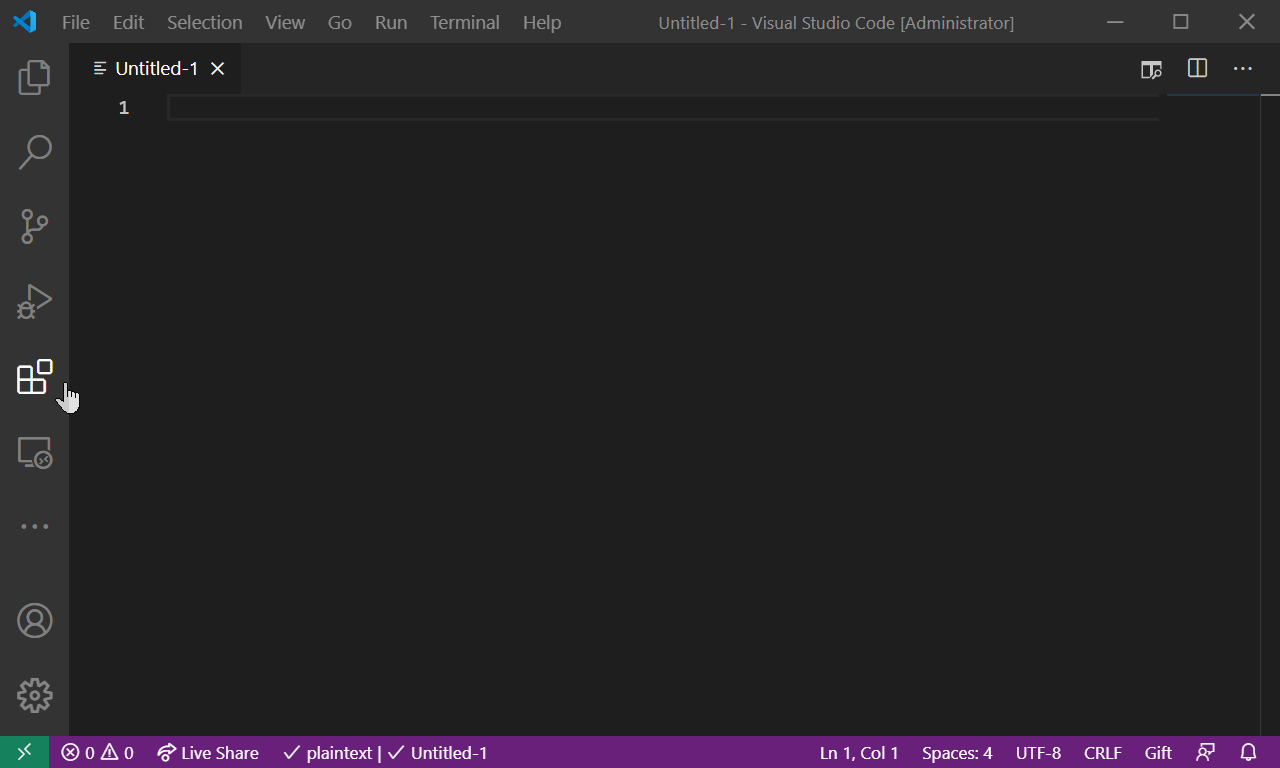 File Edit Selection View Go Run Terminal Help Untitled-1 - Visual Studio Code [Administrator]
Untitled-1
1
0 0 Live Share plaintext | Untitled-1 Ln 1, Col 1 Spaces: 4 UTF-8 CRLF Gift